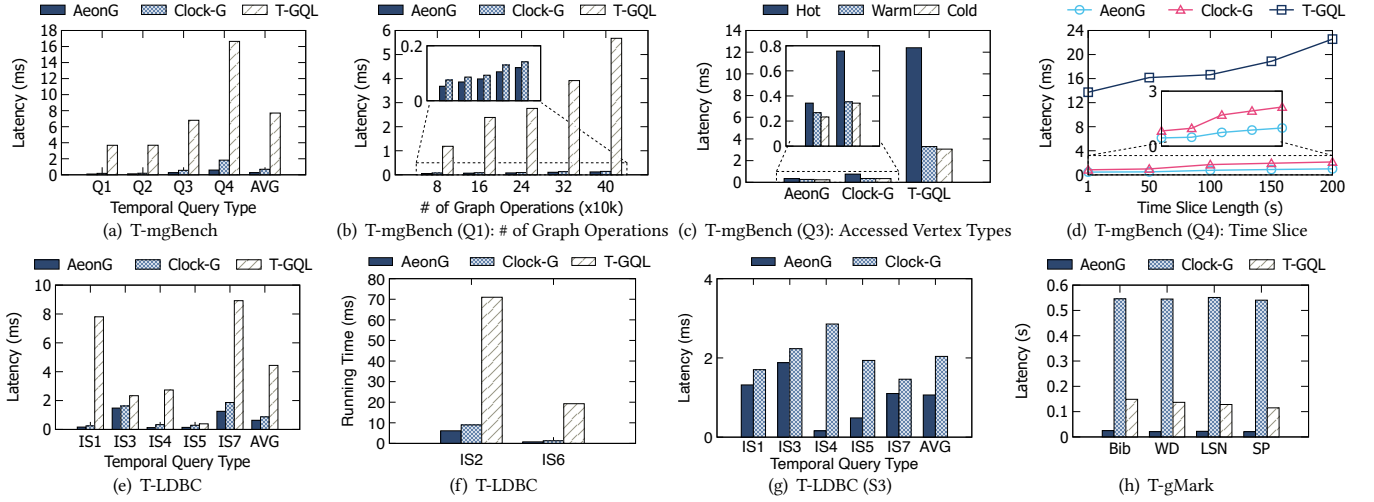 AeonG Clock-G T-GQL
Latency (ms)
18
16
14
12
10
8
6
4
2
0
Q1 Q2 Q3 Q4 AVG
Temporal Query Type
(a) T-mgBench
AeonG Clock-G T-GQL
Latency (ms)
6
5
4
3
2
1
0
0.2
0
8 16 24 32 40
# of Graph Operations (x10k)
(b) T-mgBench (Q1): # of Graph Operations
Hot Warm Cold
Latency (ms)
14
12
10
8
6
4
2
0
0.8
0.6
0.4
0.2
0
AeonG Clock-G T-GQL
(c) T-mgBench (Q3): Accessed Vertex Types
AeonG Clock-G T-GQL
Latency (ms)
24
20
16
12
8
4
0
3
0
1 50 100 150 200
Time Slice Length (s)
(d) T-mgBench (Q4): Time Slice
AeonG Clock-G T-GQL
Latency (ms)
10
8
6
4
2
0
IS1 IS3 IS4 IS5 IS7 AVG
Temporal Query Type
(e) T-LDBC
AeonG Clock-G T-GQL
Running Time (ms)
80
70
60
50
40
30
20
10
0
IS2 IS6
(f) T-LDBC
AeonG Clock-G
Latency (ms)
4
2
0
IS1 IS3 IS4 IS5 IS7 AVG
Temporal Query Type
(g) T-LDBC (S3)
AeonG Clock-G T-GQL
Latency (s)
0.6
0.5
0.4
0.3
0.2
0.1
0
Bib WD LSN SP
(h) T-gMark